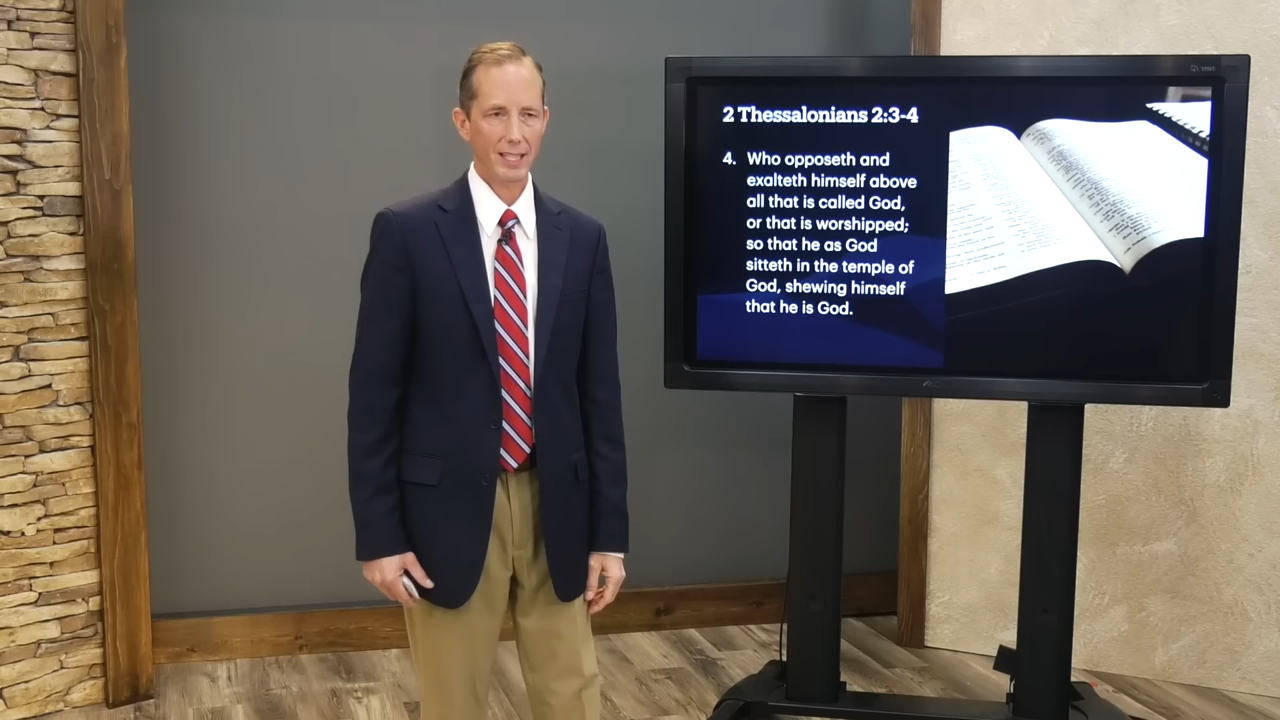 2 Thessalonians 2:3-4
4. Who opposeth and
exalteth himself above
all that is called God,
or that is worshipped;
so that he as God
sitteth in the temple of
God, shewing himself
that he is God.